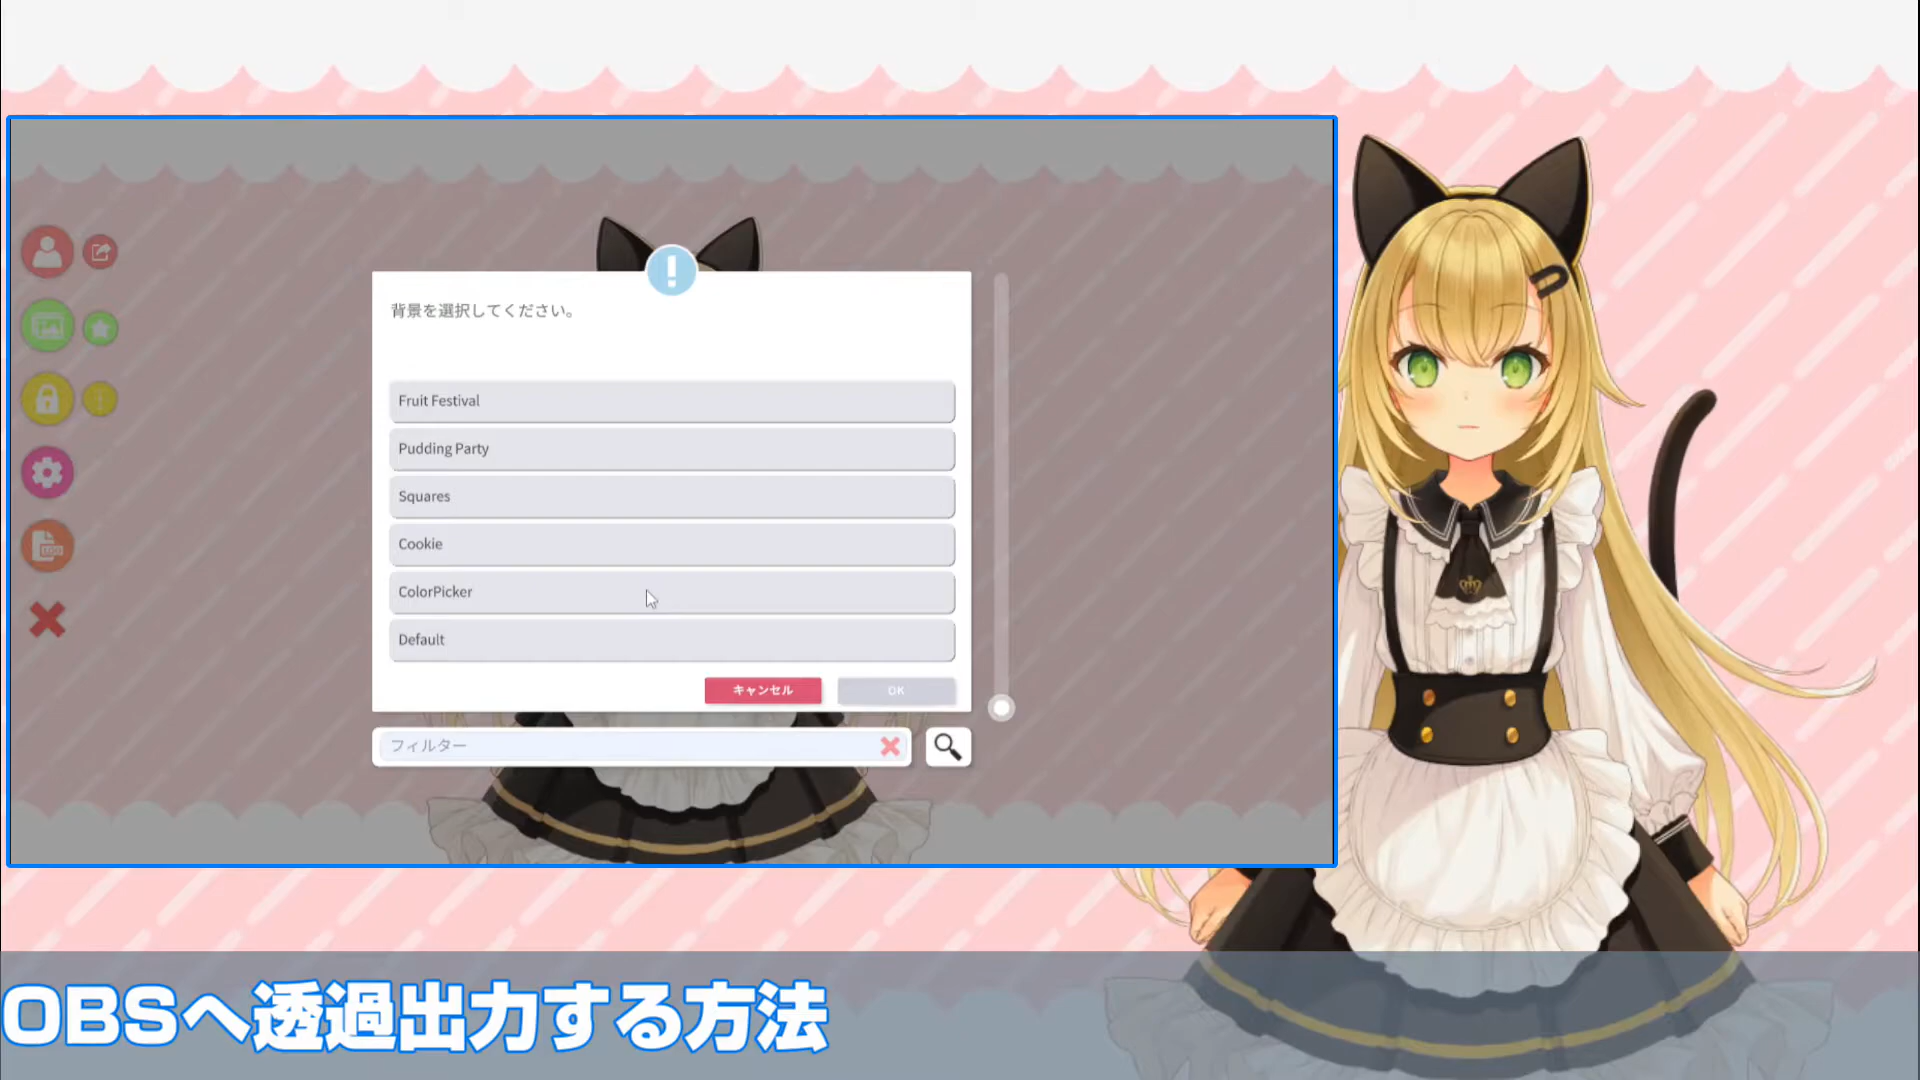 背景を選択してください。
Fruit Festival
Pudding Party
Squares
Cookie
ColorPicker
Default
キャンセル
OK
フィルター
LOG
OBSへ透過出力する方法